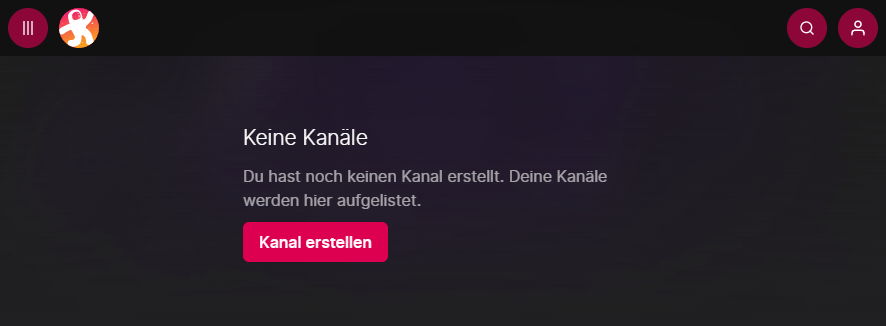 Keine Kanäle
Du hast noch keinen Kanal erstellt. Deine Kanäle
werden hier aufgelistet.
Kanal erstellen